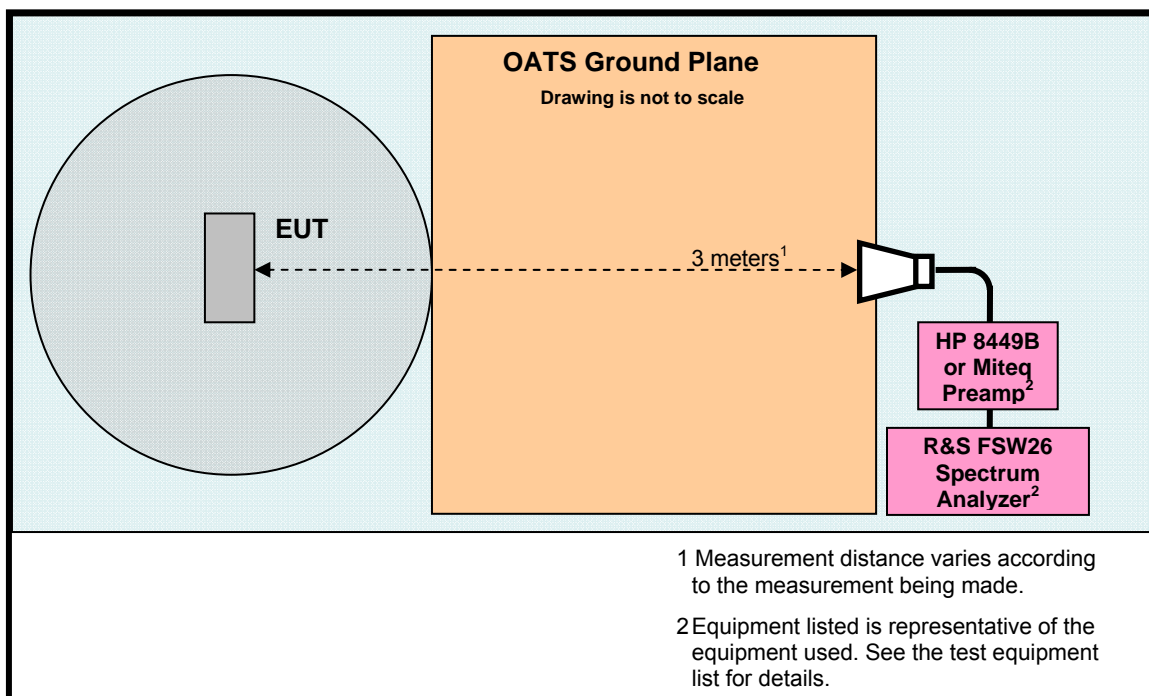 OATS Ground Plane
Drawing is not to scale
EUT
3 meters1
HP 8449B
or Miteq
Preamp2
R&S FSW26
Spectrum
Analyzer2
1 Measurement distance varies according
to the measurement being made.
2 Equipment listed is representative of the
equipment used. See the test equipment
list for details.